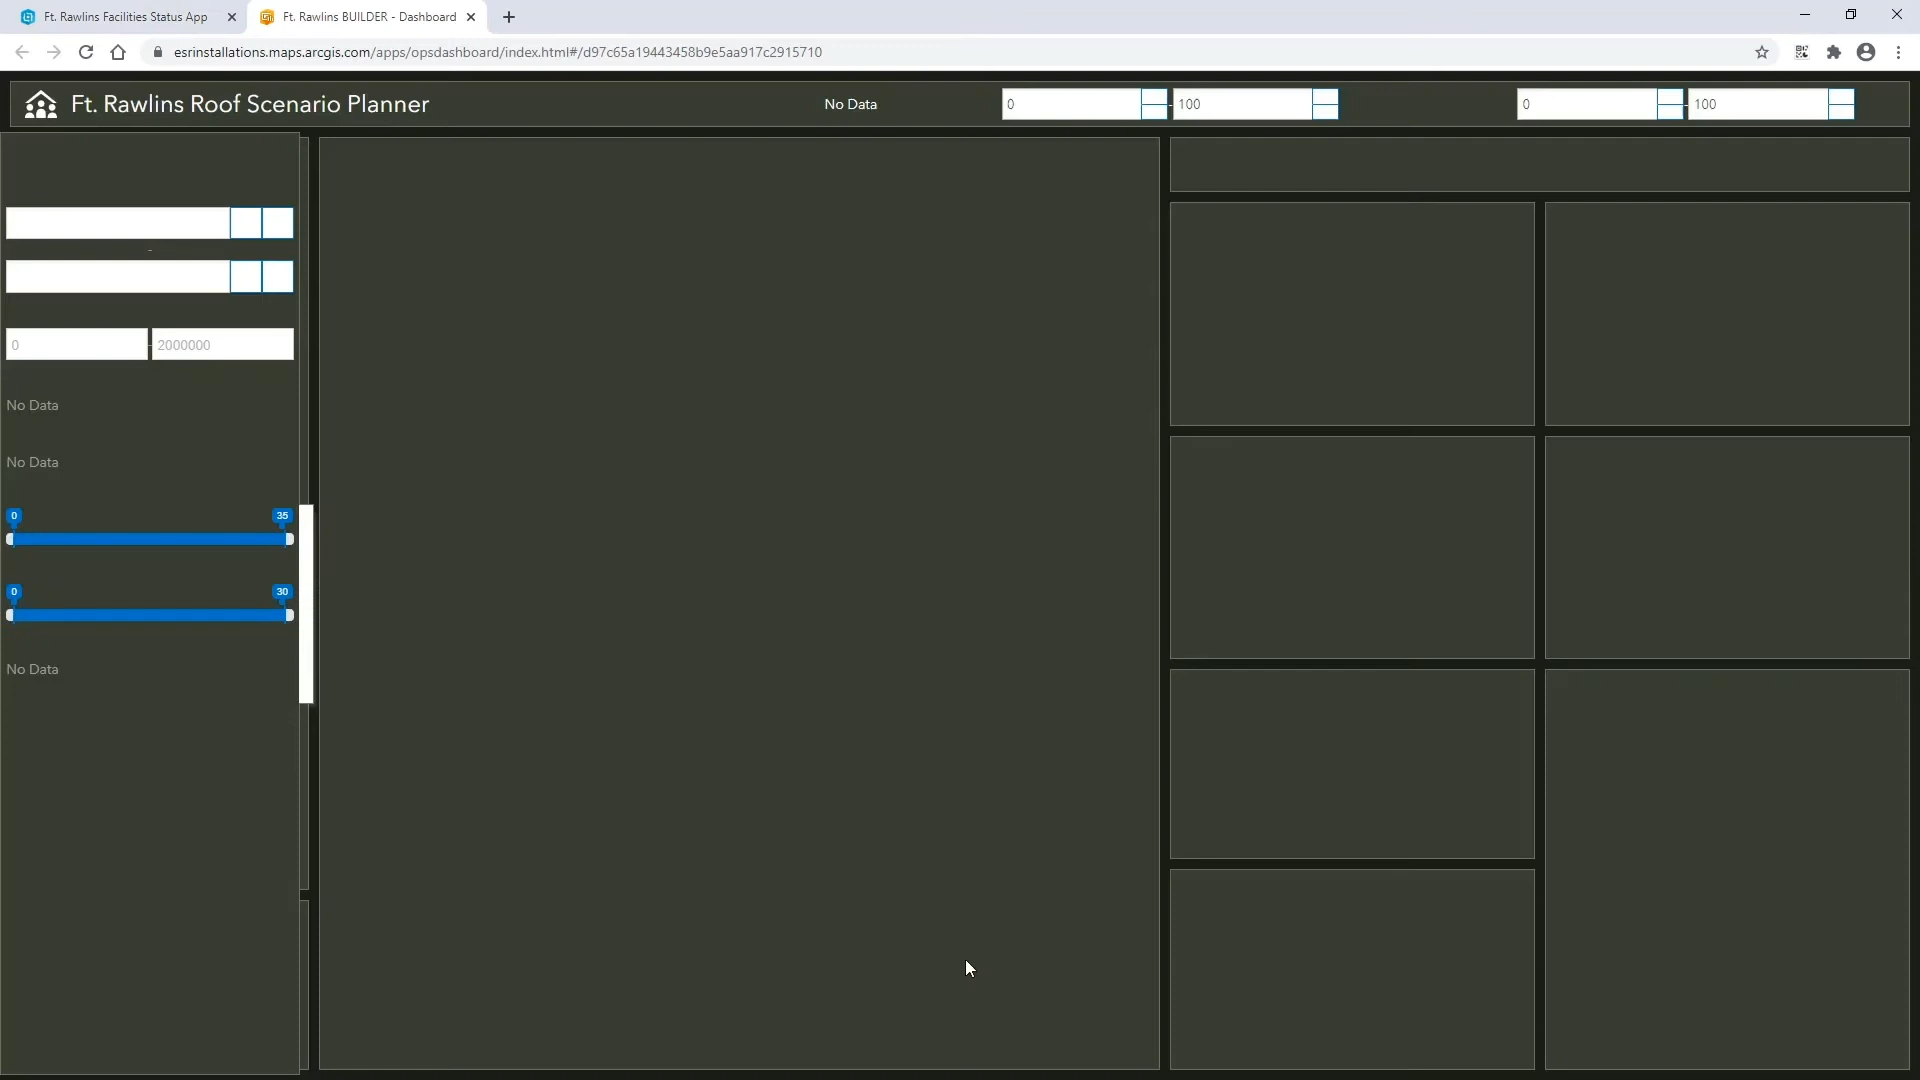 Ft. Rawlins Facilities Status App
Ft. Rawlins BUILDER - Dashboard
esrinstallations.maps.arcgis.com/apps/opsdashboard/index.html#/d97c65a19443458b9e5aa917c2915710
Ft. Rawlins Roof Scenario Planner
No Data
0 - 100
0 - 100
-
0 - 2000000
No Data
No Data
0 35
0 30
No Data